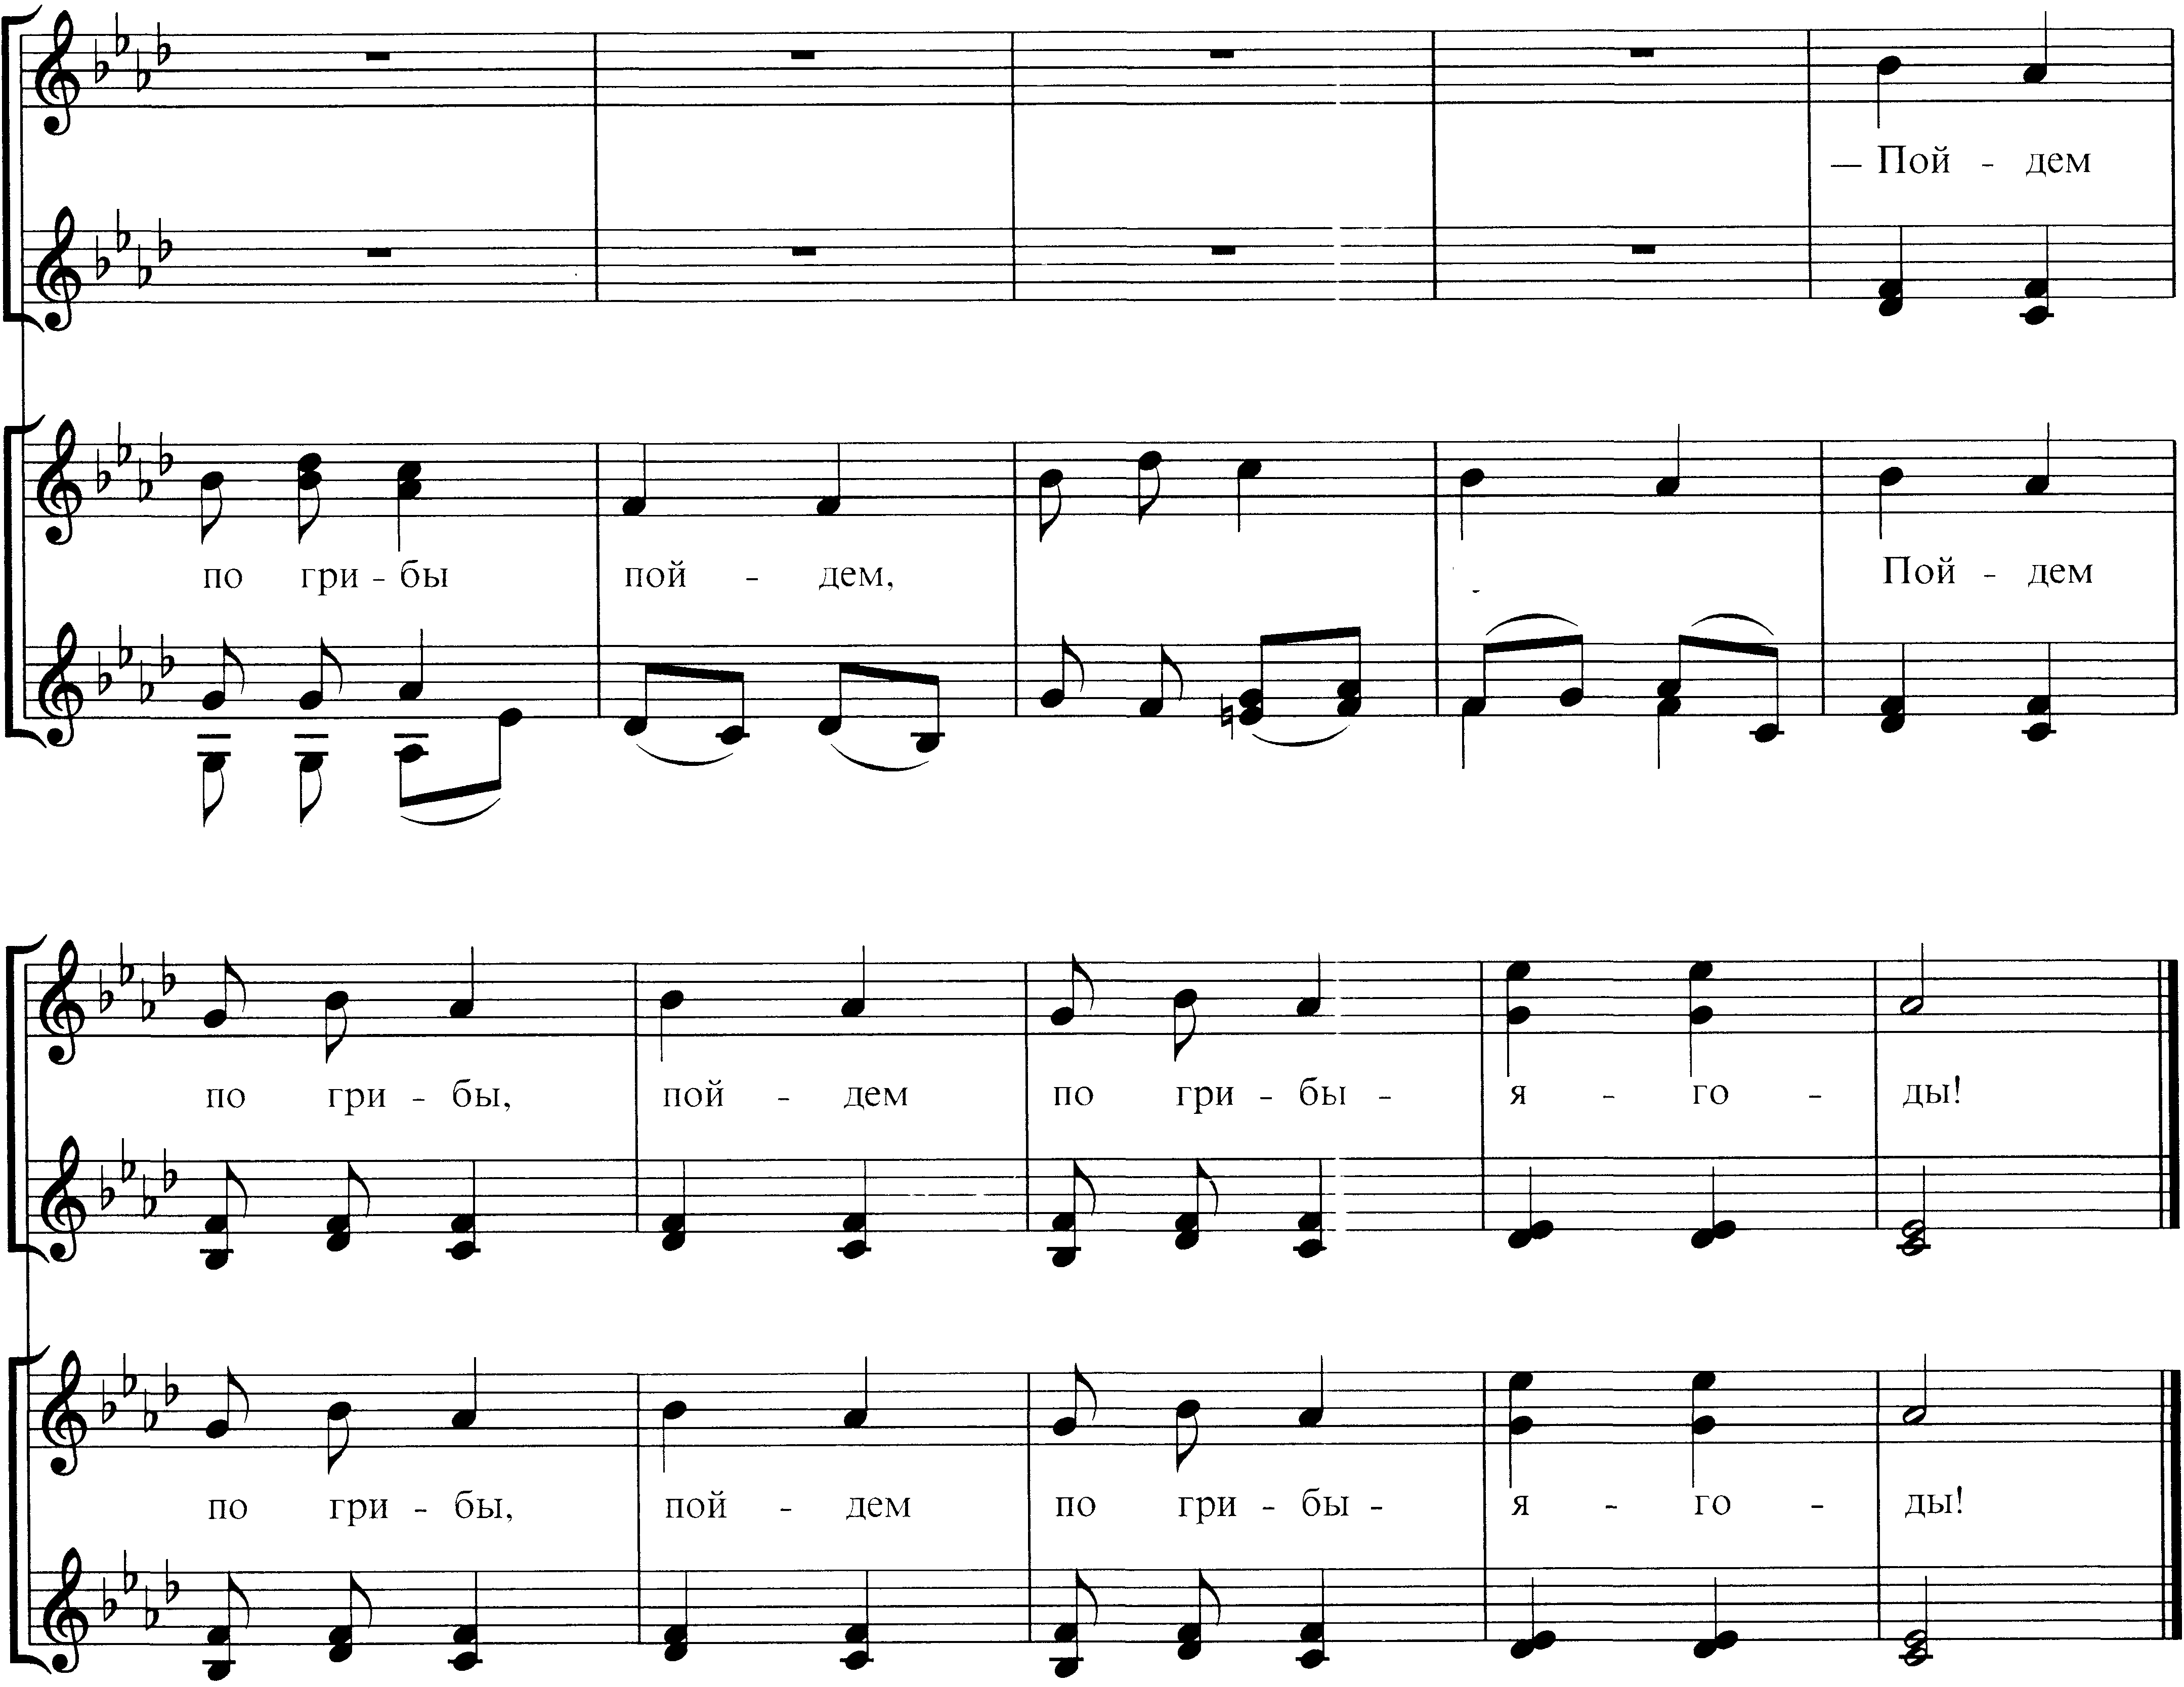 — Пой - дем
по гри - бы пой - дем, Пой - дем
по гри - бы, пой - дем по гри - бы - я - го - ды!
по гри - бы, пой - дем по гри - бы - я - го - ды!